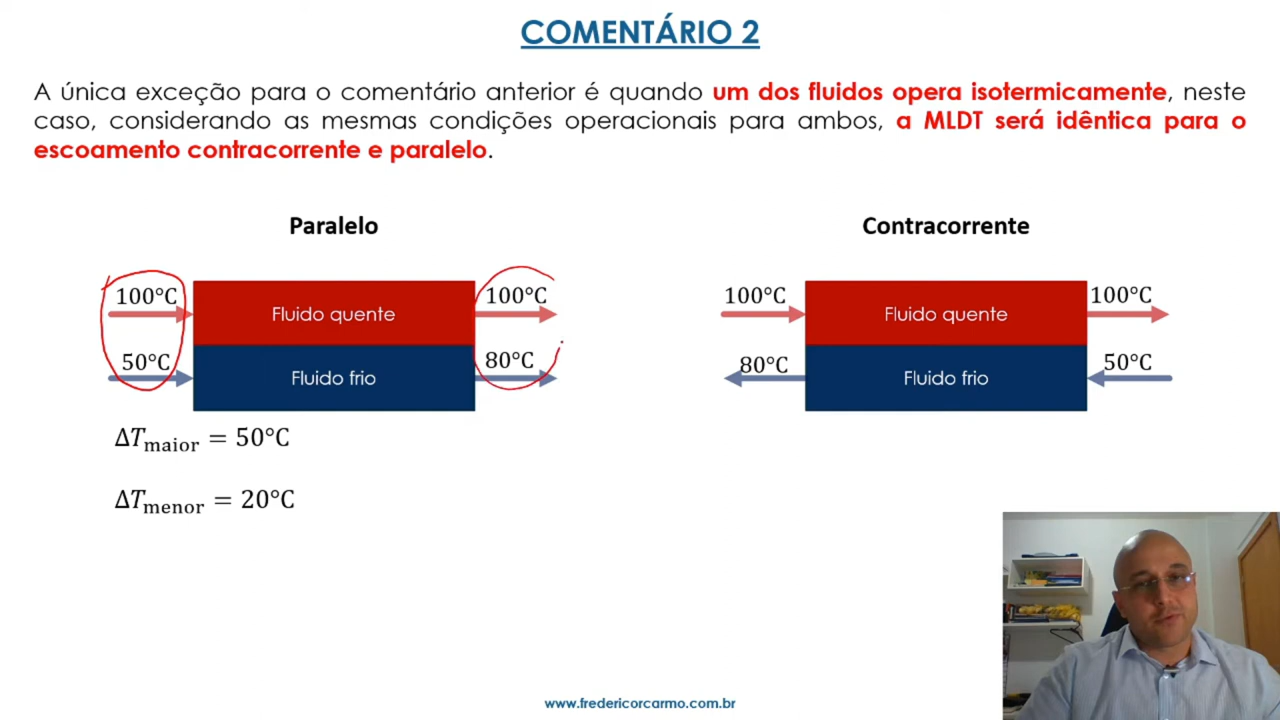 COMENTÁRIO 2
A única exceção para o comentário anterior é quando um dos fluidos opera isotermicamente, neste
caso, considerando as mesmas condições operacionais para ambos, a MLDT será idêntica para o
escoamento contracorrente e paralelo.
Paralelo
100°C
Fluido quente
100°C
50°C
Fluido frio
80°C
ΔTmaior = 50°C
ΔTmenor = 20°C
Contracorrente
100°C
Fluido quente
100°C
80°C
Fluido frio
50°C
www.fredericorcarmo.com.br